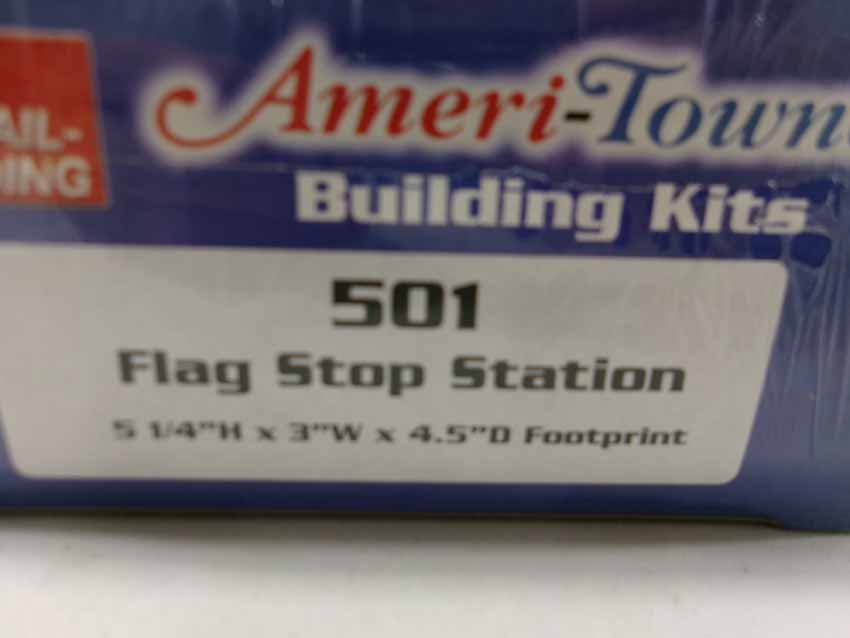 AIL-
ING
Ameri-Town
Building Kits
501
Flag Stop Station
5 1/4"H x 3"W x 4.5"D Footprint